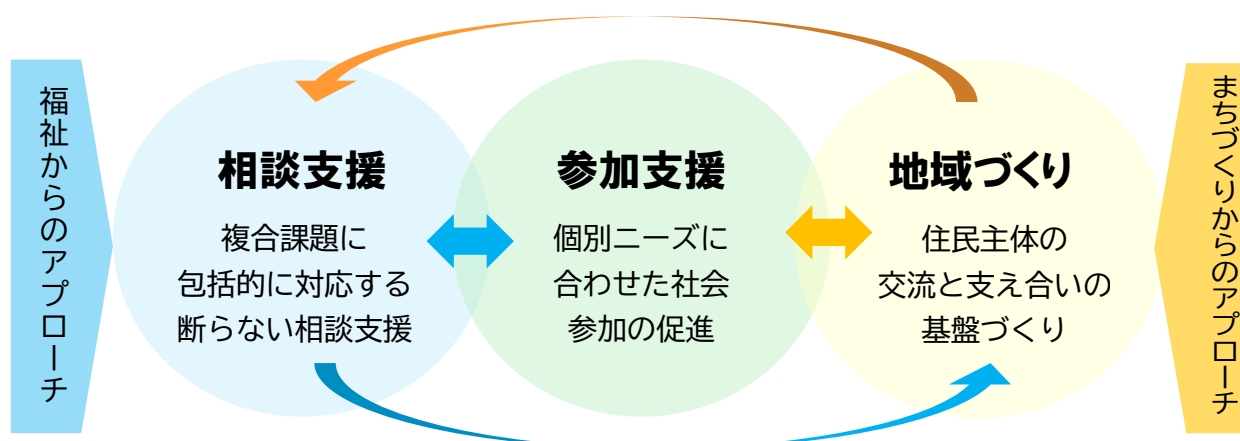 福祉からのアプローチ
相談支援
複合課題に
包括的に対応する
断らない相談支援
参加支援
個別ニーズに
合わせた社会
参加の促進
地域づくり
住民主体の
交流と支え合いの
基盤づくり
まちづくりからのアプローチ